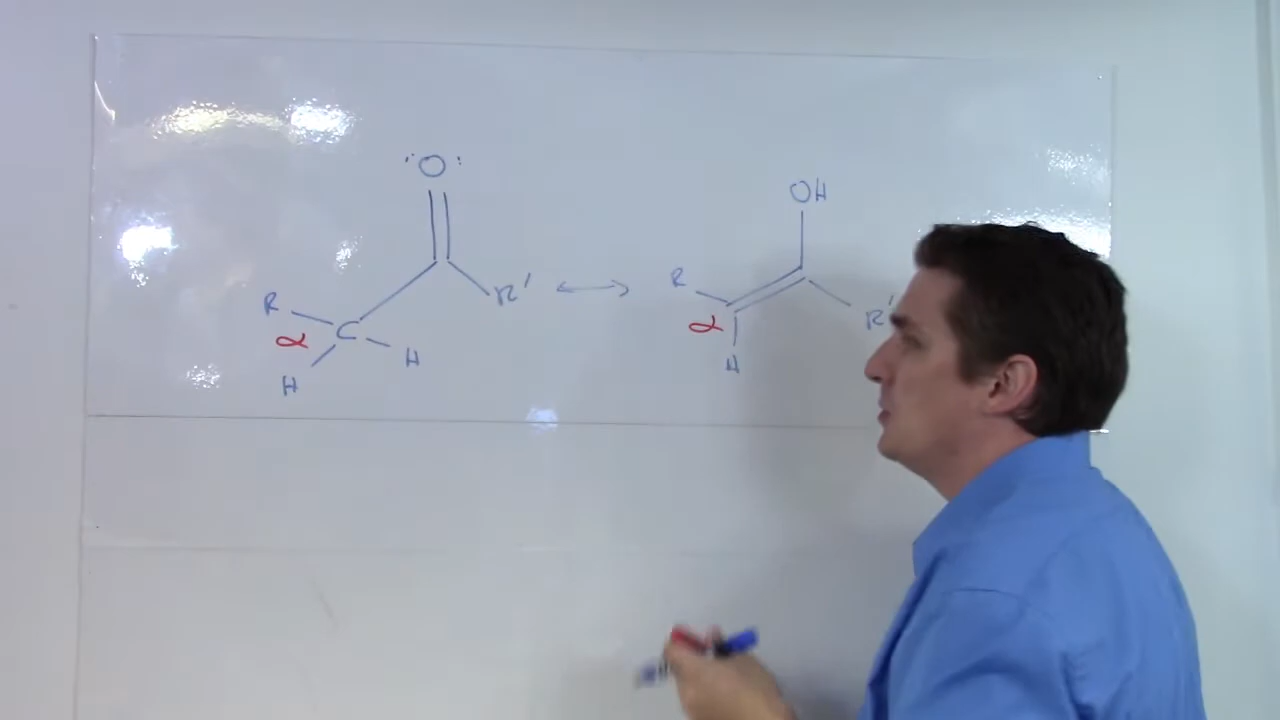 :O:
OH
R α C H H R' ↔ R α H R'